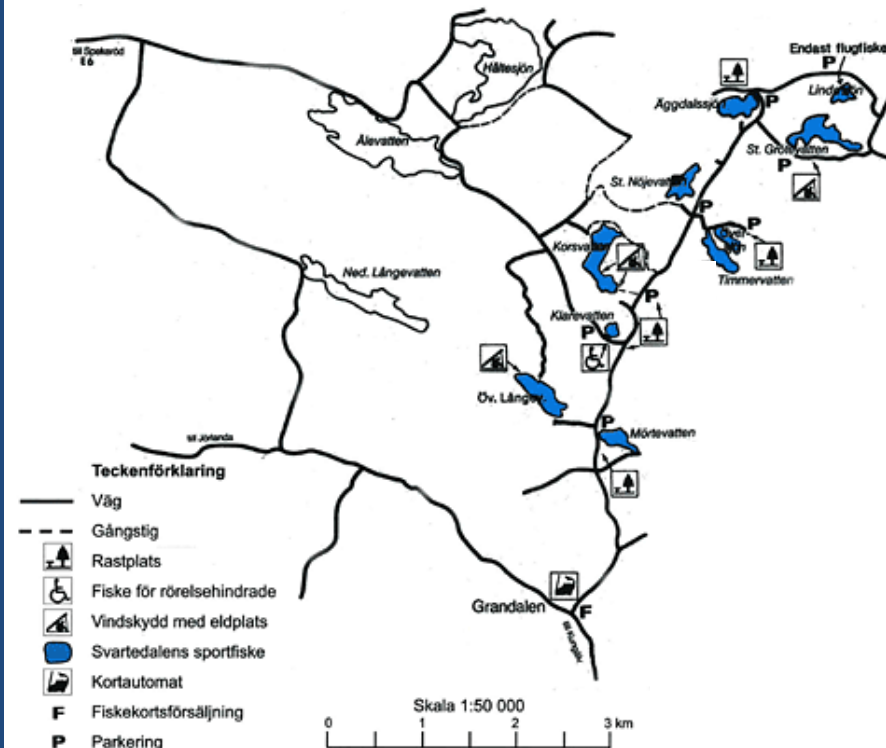 till Spekeröd
E6
Hältesjön
Endast flugfiske
P
Äggdalssjön
P
Ålevatten
St. Grötevatten
P
St. Nöjevatten
P
P
Korsvatten
Timmervatten
Ned. Långevatten
P
Klarevatten
P
Öv. Långev.
P
Mörtevatten
till Jörlanda
Teckenförklaring
Väg
Gångstig
Rastplats
Fiske för rörelsehindrade
Vindskydd med eldplats
Svartedalens sportfiske
Kortautomat
F Fiskekortsförsäljning
P Parkering
Grandalen
F
till Kungälv
Skala 1:50 000
0 1 2 3 km